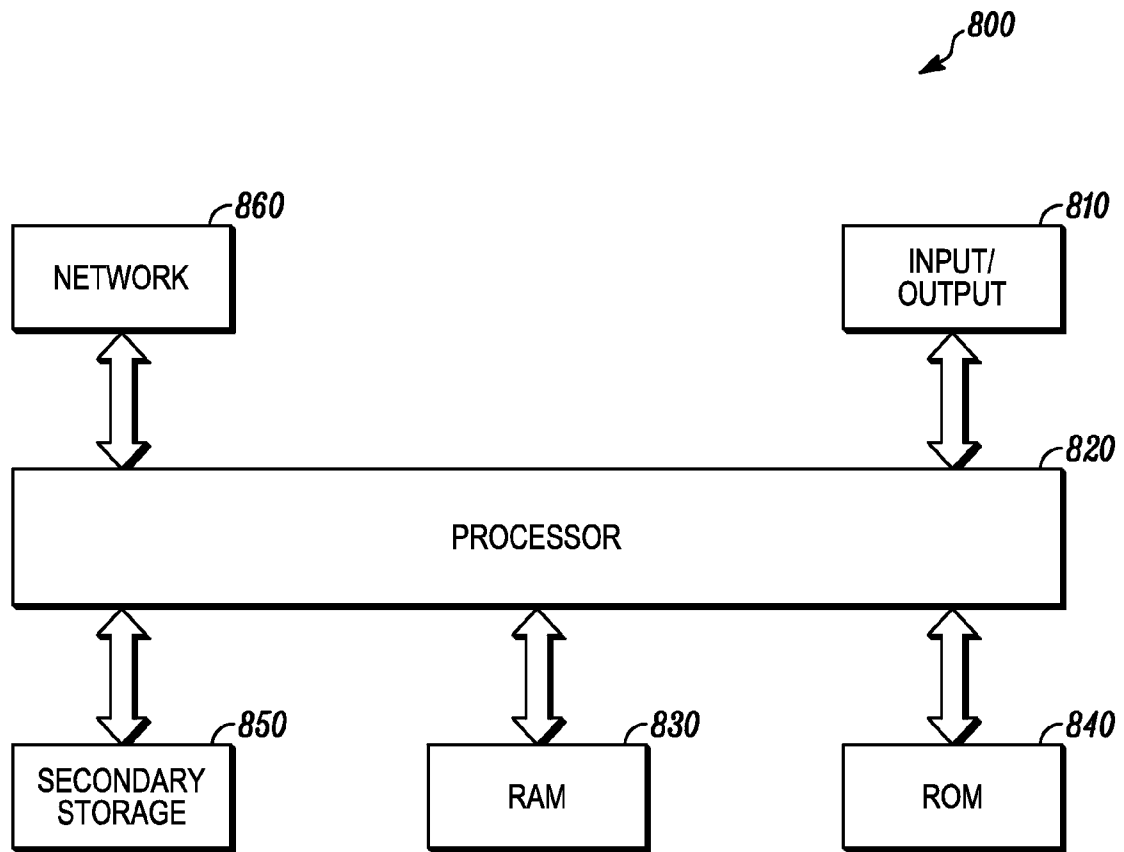 800
860
810
NETWORK
INPUT/
OUTPUT
820
PROCESSOR
850
830
840
SECONDARY
STORAGE
RAM
ROM